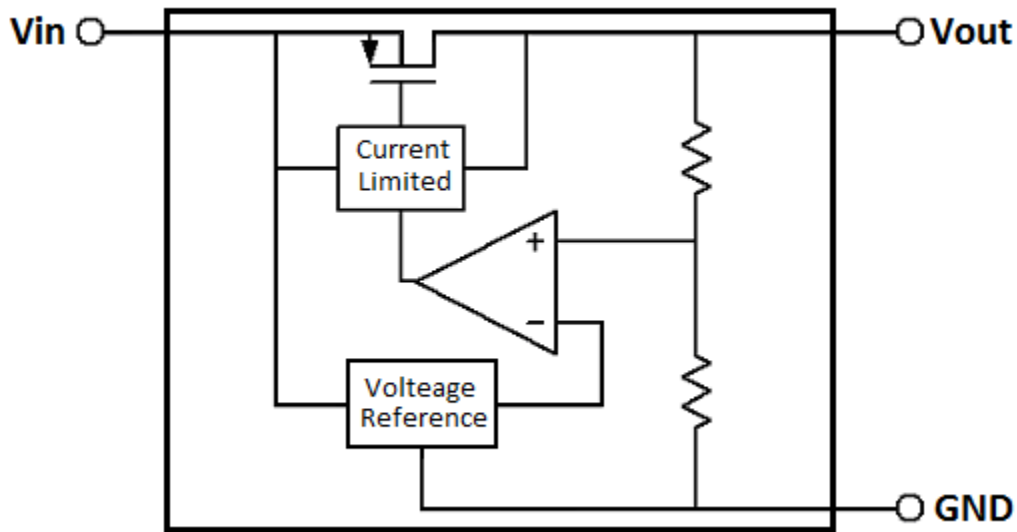 Vin
Vout
Current
Limited
+
−
Volteage
Reference
GND